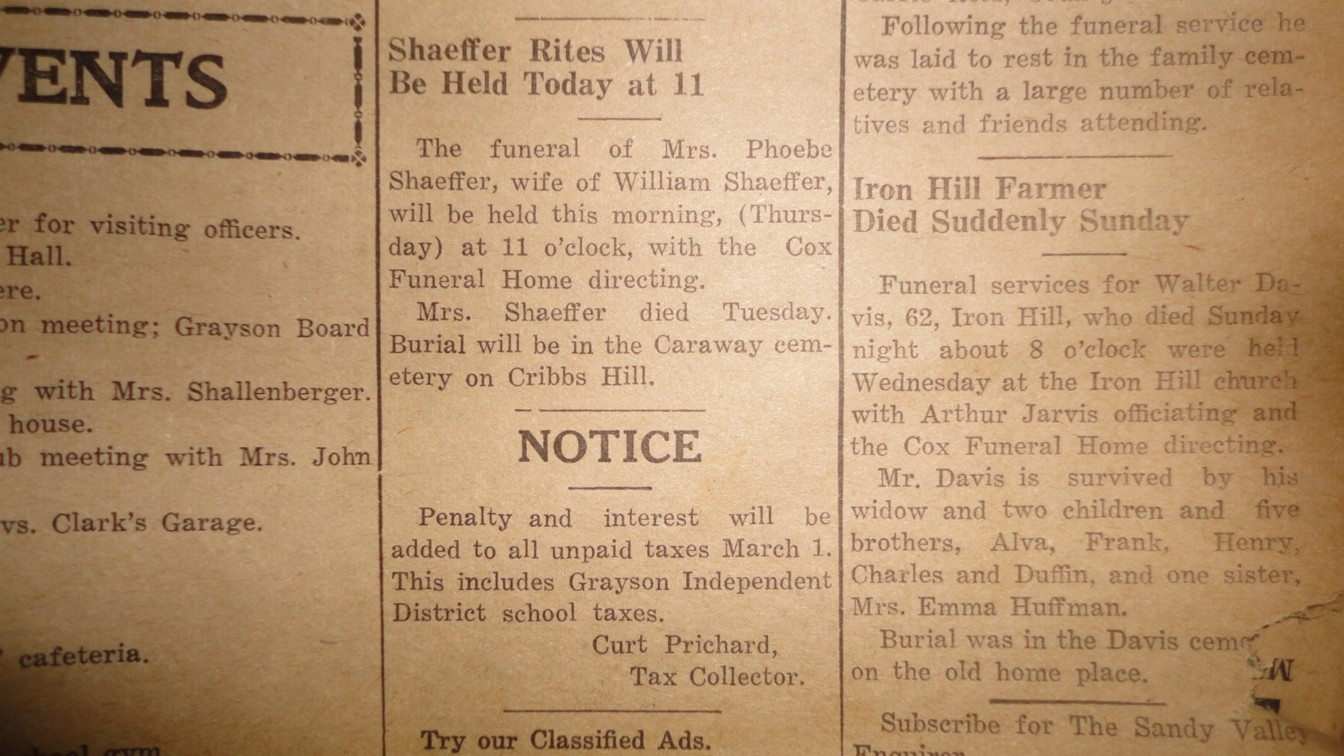 VENTS
er for visiting officers.
Hall.
ere.
on meeting; Grayson Board
g with Mrs. Shallenberger.
house.
ub meeting with Mrs. John
vs. Clark's Garage.
cafeteria.
gym
Shaeffer Rites Will
Be Held Today at 11
The funeral of Mrs. Phoebe
Shaeffer, wife of William Shaeffer,
will be held this morning, (Thurs-
day) at 11 o'clock, with the Cox
Funeral Home directing.
Mrs. Shaeffer died Tuesday.
Burial will be in the Caraway cem-
etery on Cribbs Hill.
NOTICE
Penalty and interest will be
added to all unpaid taxes March 1.
This includes Grayson Independent
District school taxes.
Curt Prichard,
Tax Collector.
Try our Classified Ads.
Following the funeral service he
was laid to rest in the family cem-
etery with a large number of rela-
tives and friends attending.
Iron Hill Farmer
Died Suddenly Sunday
Funeral services for Walter Da-
vis, 62, Iron Hill, who died Sunday
night about 8 o'clock were held
Wednesday at the Iron Hill church
with Arthur Jarvis officiating and
the Cox Funeral Home directing.
Mr. Davis is survived by his
widow and two children and five
brothers, Alva, Frank, Henry,
Charles and Duffin, and one sister,
Mrs. Emma Huffman.
Burial was in the Davis ceme
on the old home place.
Subscribe for The Sandy Valley
Enquirer